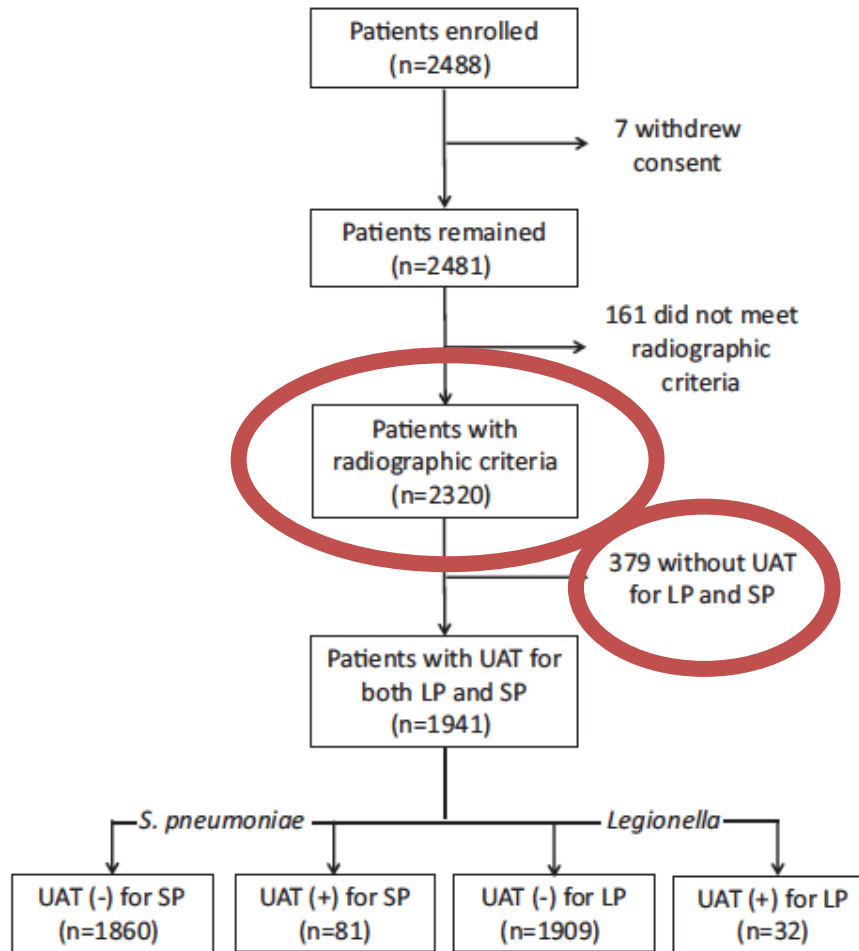 Patients enrolled
(n=2488)
7 withdrew
consent
Patients remained
(n=2481)
161 did not meet
radiographic
criteria
Patients with
radiographic criteria
(n=2320)
379 without UAT
for LP and SP
Patients with UAT for
both LP and SP
(n=1941)
S. pneumoniae
Legionella
UAT (-) for SP
(n=1860)
UAT (+) for SP
(n=81)
UAT (-) for LP
(n=1909)
UAT (+) for LP
(n=32)